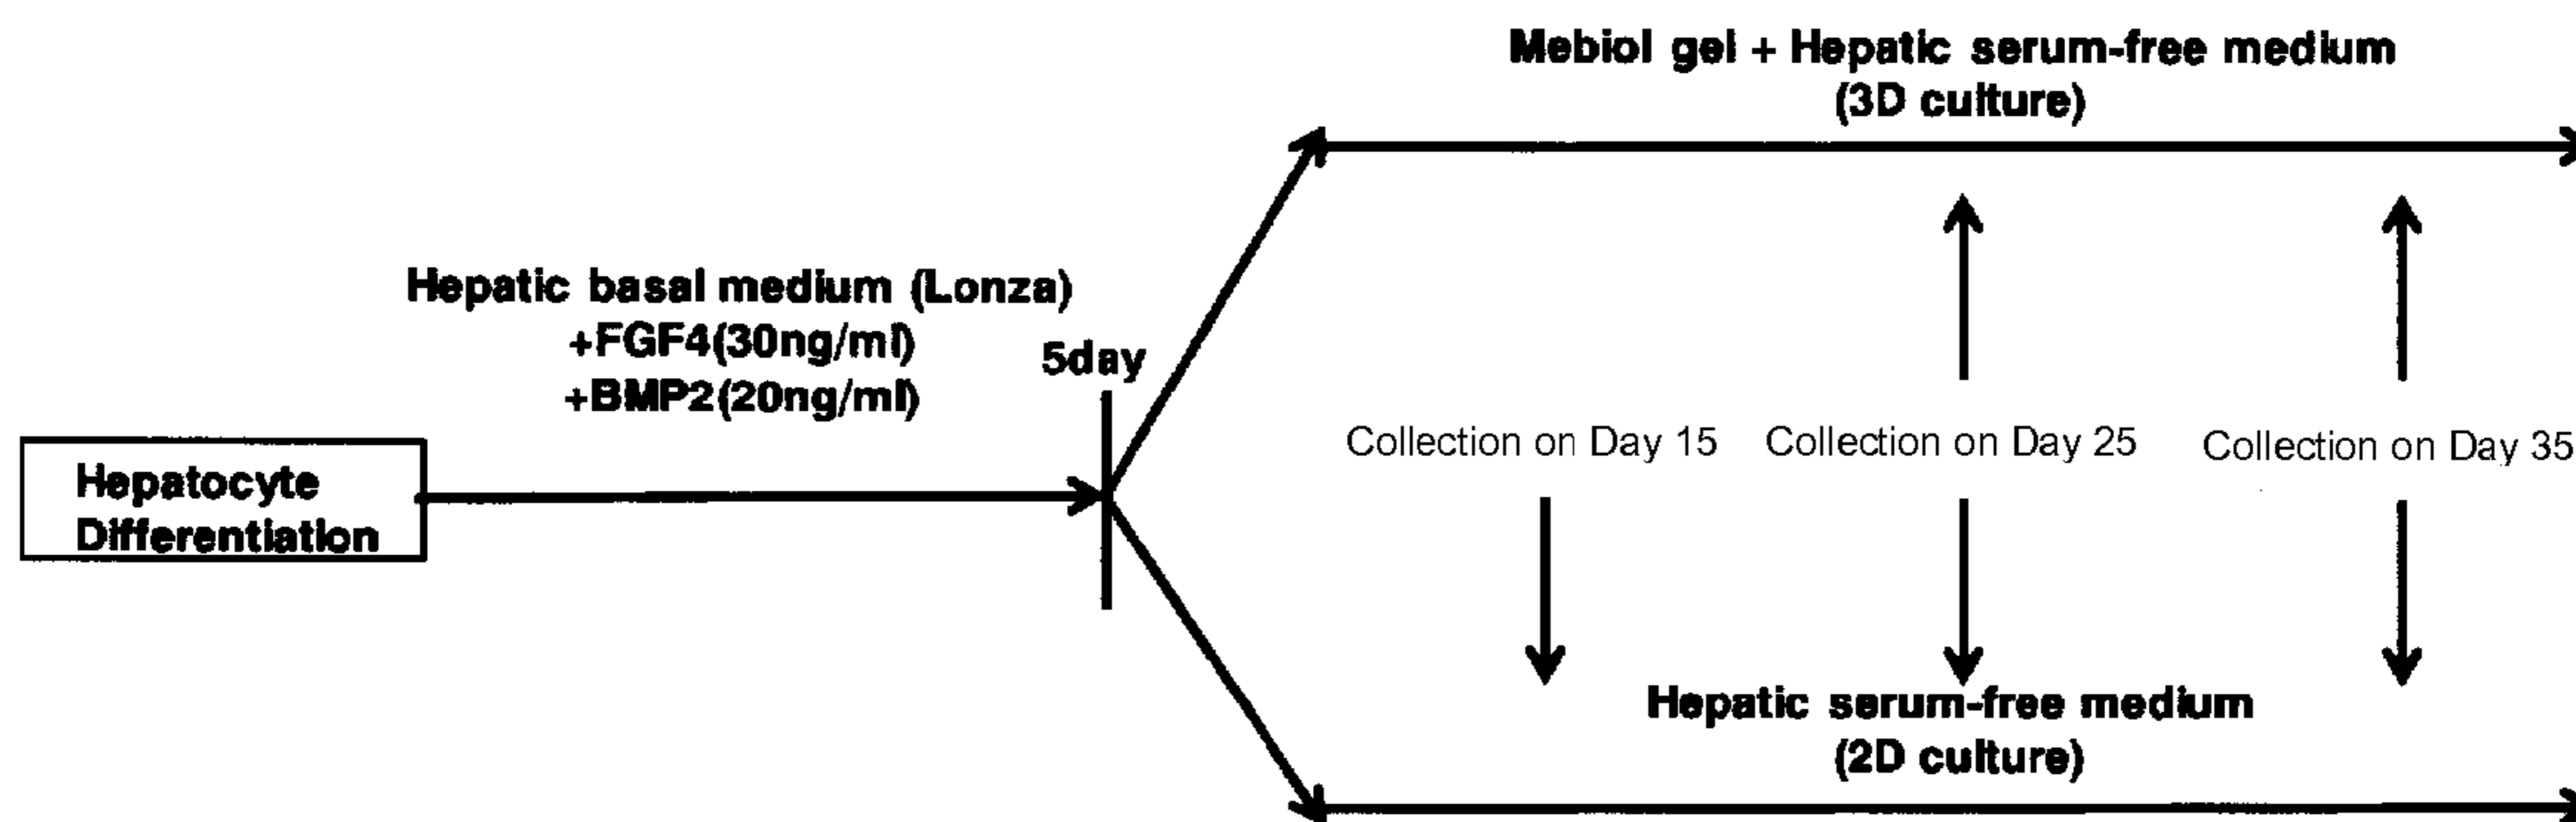 Mebiol gel + Hepatic serum-free medium
(3D culture)
Hepatic basal medium (Lonza)
+FGF4(30ng/ml)
+BMP2(20ng/ml)
5day
Hepatocyte
Differentiation
Collection on Day 15
Collection on Day 25
Collection on Day 35
Hepatic serum-free medium
(2D culture)